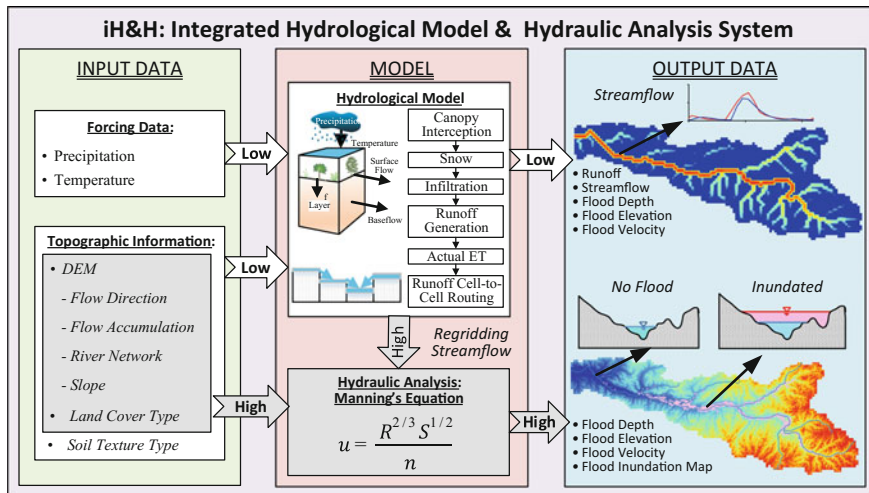 iH&H: Integrated Hydrological Model & Hydraulic Analysis System
INPUT DATA
Forcing Data:
• Precipitation
• Temperature
Low
Topographic Information:
• DEM
- Flow Direction
- Flow Accumulation
- River Network
- Slope
• Land Cover Type
• Soil Texture Type
Low
High
MODEL
Hydrological Model
Precipitation
Temperature
Surface
Flow
f
Layer
Baseflow
Canopy
Interception
Snow
Infiltration
Runoff
Generation
Actual ET
Runoff Cell-to-
Cell Routing
High
Regridding
Streamflow
Hydraulic Analysis:
Manning's Equation
u = R^{2/3} S^{1/2} / n
Low
High
OUTPUT DATA
Streamflow
• Runoff
• Streamflow
• Flood Depth
• Flood Elevation
• Flood Velocity
No Flood
Inundated
• Flood Depth
• Flood Elevation
• Flood Velocity
• Flood Inundation Map